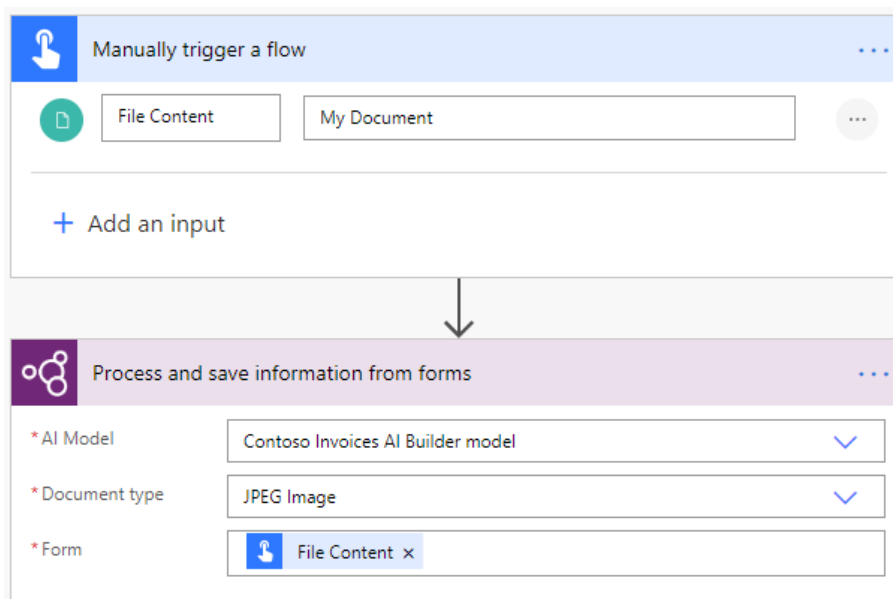 Manually trigger a flow
File Content My Document
Add an input
Process and save information from forms
*AI Model Contoso Invoices AI Builder model
*Document type JPEG Image
*Form File Content ×